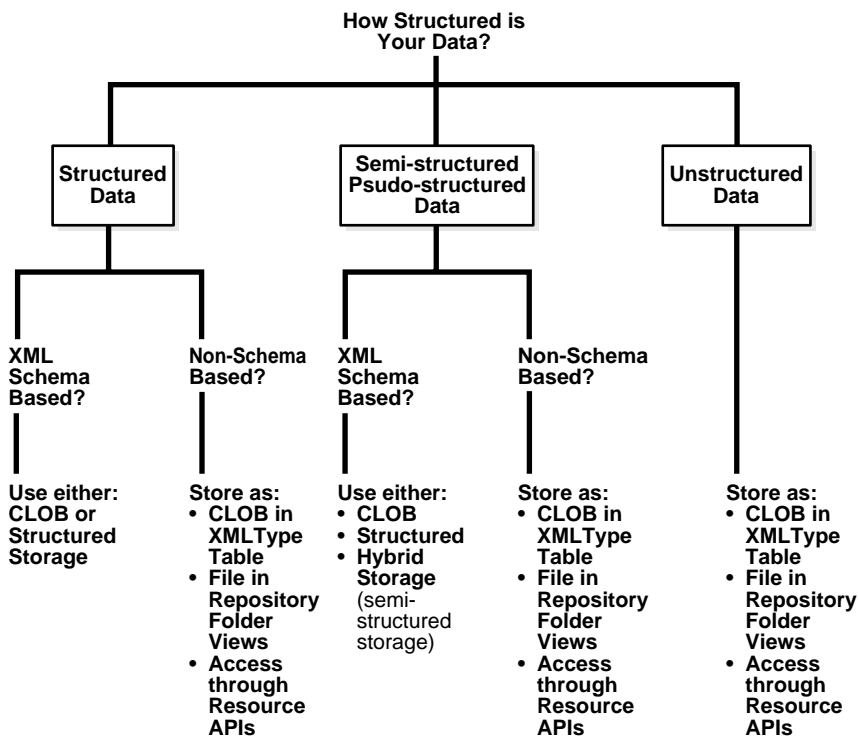 How Structured is
Your Data?
Structured
Data
Semi-structured
Psudo-structured
Data
Unstructured
Data
XML
Schema
Based?
Non-Schema
Based?
XML
Schema
Based?
Non-Schema
Based?
Use either:
CLOB or
Structured
Storage
Store as:
• CLOB in
XMLType
Table
• File in
Repository
Folder
Views
• Access
through
Resource
APIs
Use either:
• CLOB
• Structured
• Hybrid
Storage
(semi-
structured
storage)
Store as:
• CLOB in
XMLType
Table
• File in
Repository
Folder
Views
• Access
through
Resource
APIs
Store as:
• CLOB in
XMLType
Table
• File in
Repository
Folder
Views
• Access
through
Resource
APIs